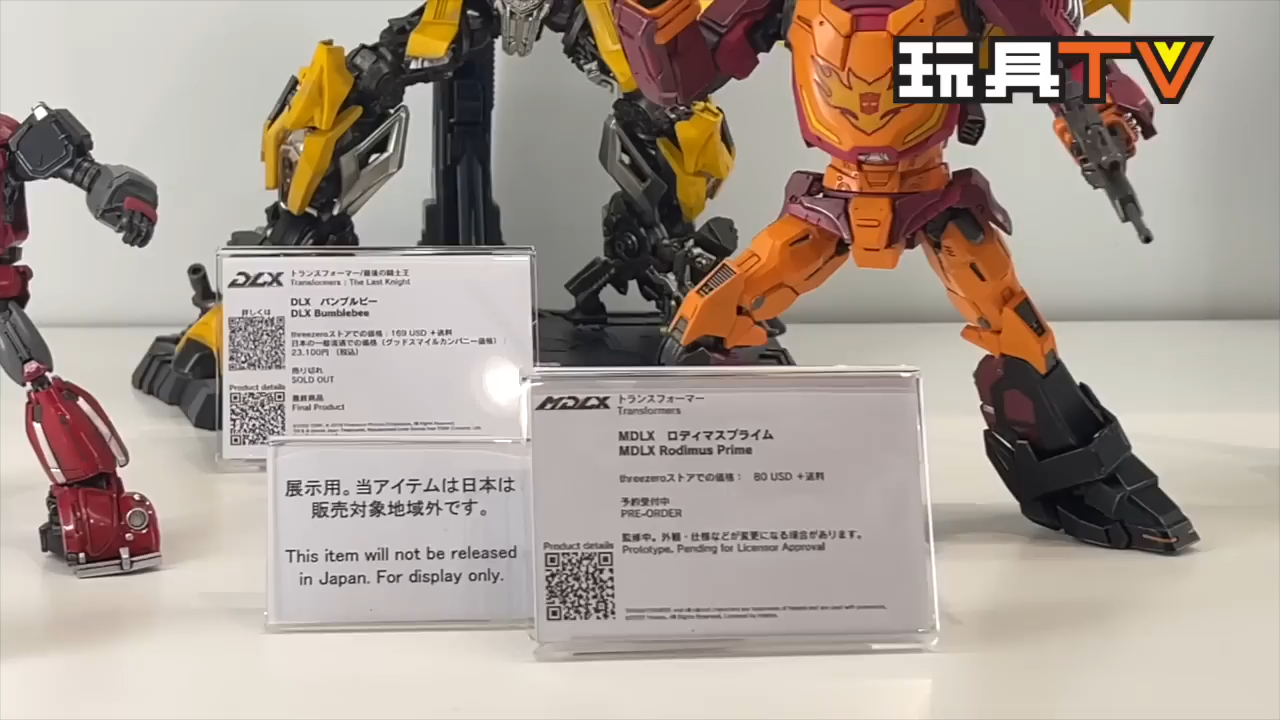 玩具TV
DLX
トランスフォーマー/最後の騎士王
Transformers : The Last Knight
DLX バンブルビー
DLX Bumblebee
詳しくは
threezeroストアでの価格 : 169 USD +送料
日本の一般流通での価格(グッドスマイルカンパニー価格) :
23,100円 (税込)
売り切れ
SOLD OUT
Product details
最終商品
Final Product
展示用。当アイテムは日本は
販売対象地域外です。
This item will not be released
in Japan. For display only.
MDLX
トランスフォーマー
Transformers
MDLX ロディマスプライム
MDLX Rodimus Prime
threezeroストアでの価格 : 80 USD +送料
予約受付中
PRE-ORDER
監修中。外観・仕様などが変更になる場合があります。
Prototype. Pending for Licensor Approval
Product details